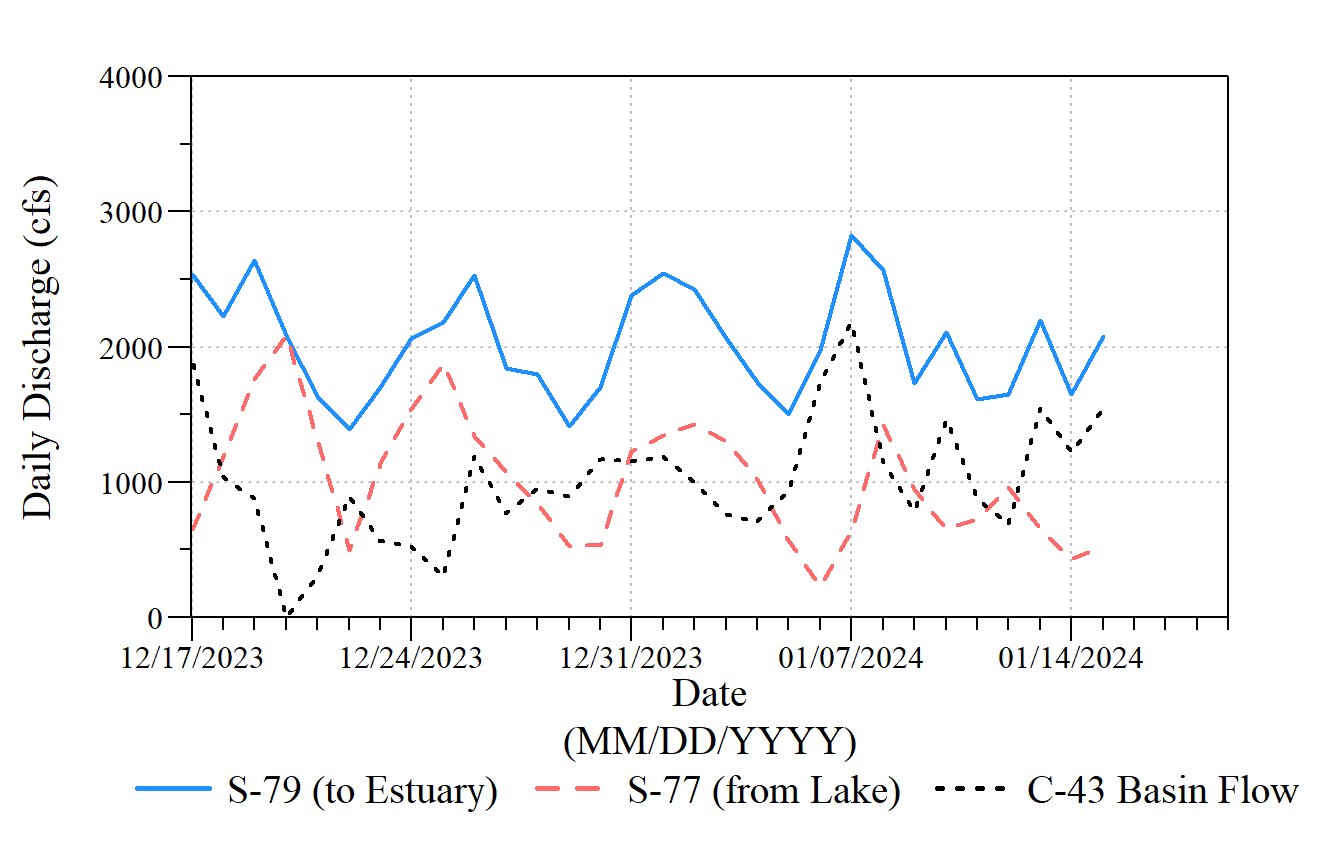 4000
3000
2000
1000
0
Daily Discharge (cfs)
12/17/2023 12/24/2023 12/31/2023 01/07/2024 01/14/2024
Date
(MM/DD/YYYY)
S-79 (to Estuary) S-77 (from Lake) C-43 Basin Flow